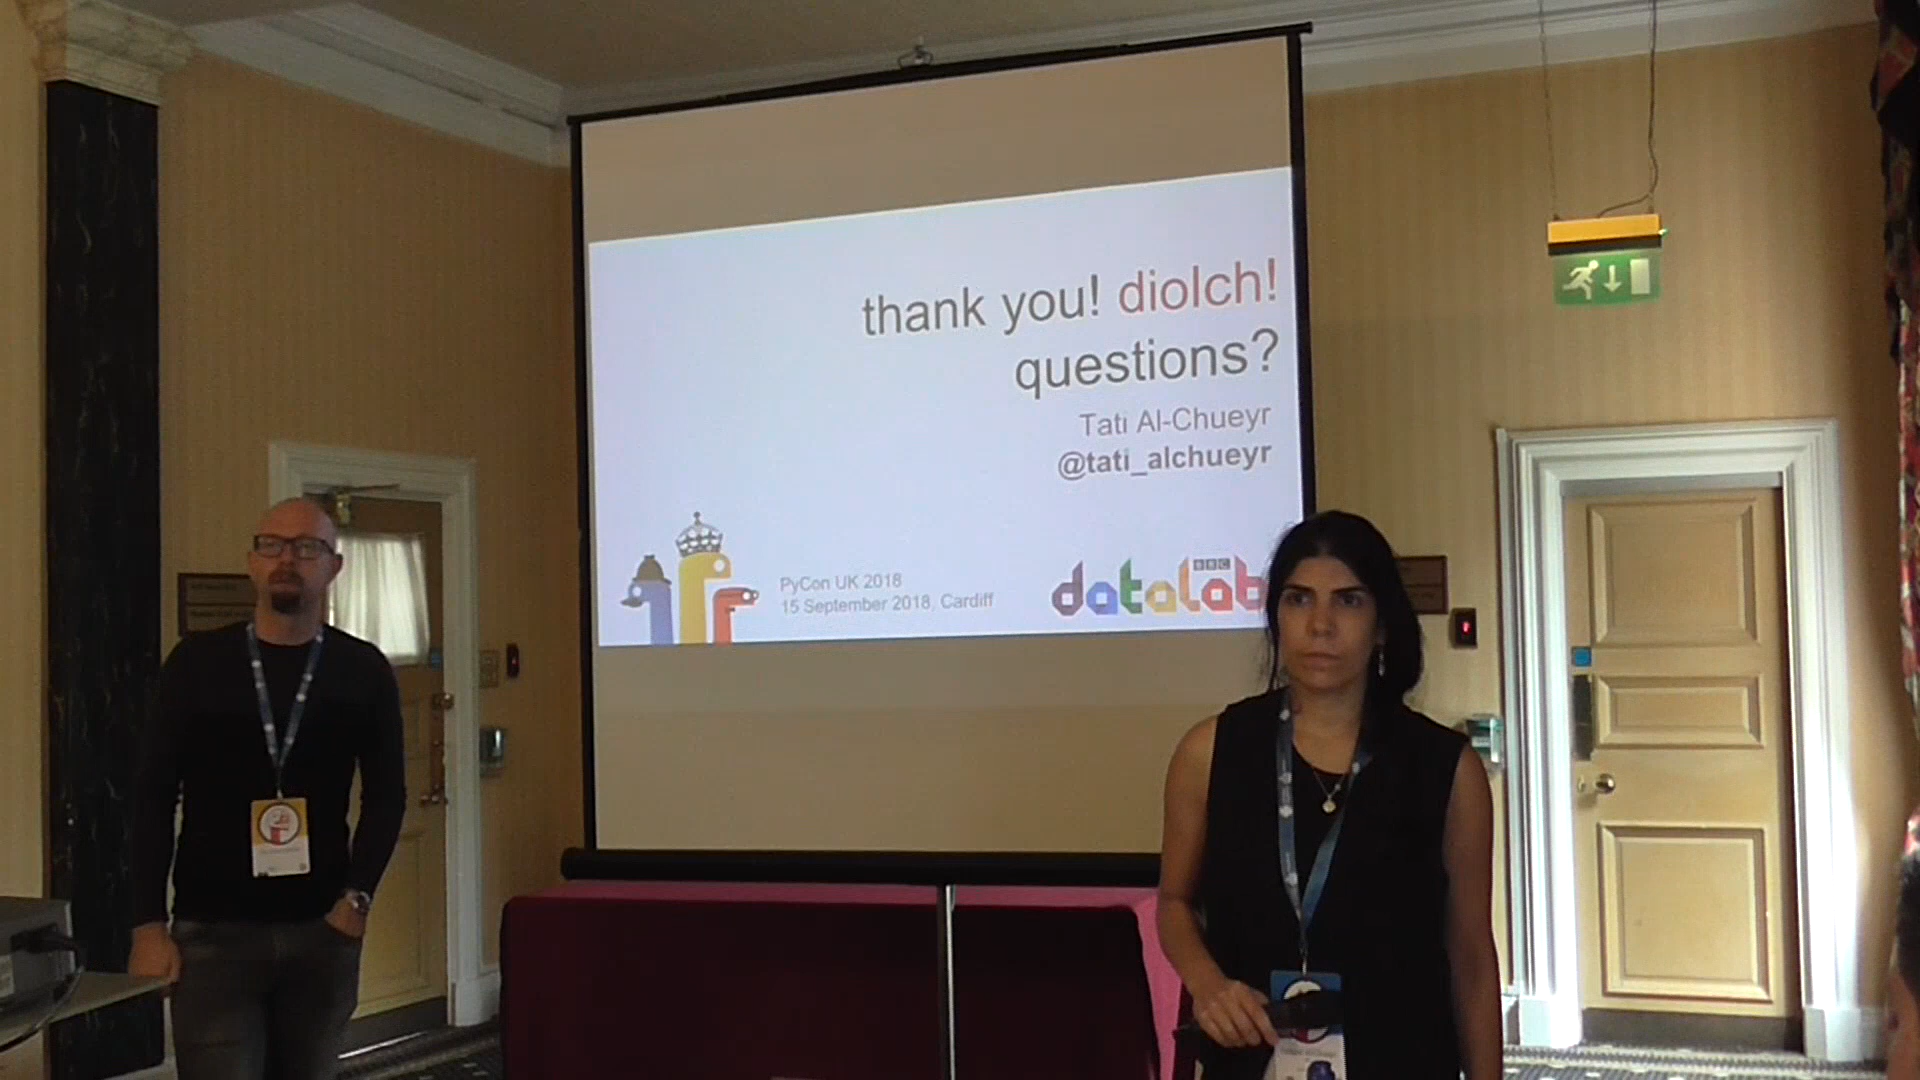 thank you! diolch!
questions?
Tati Al-Chueyr
@tati_alchueyr
PyCon UK 2018
15 September 2018, Cardiff
BBC
datalab